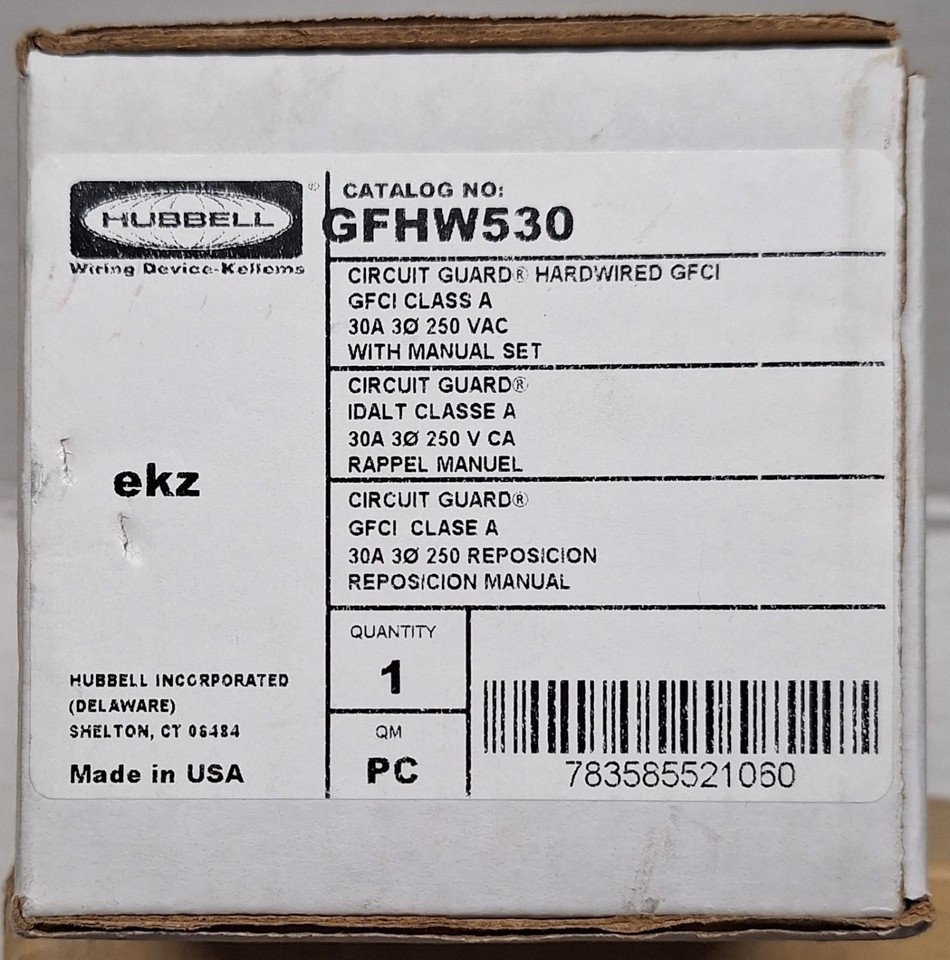 HUBBELL®
Wiring Device-Kellems
CATALOG NO:
GFHW530
CIRCUIT GUARD® HARDWIRED GFCI
GFCI CLASS A
30A 3Ø 250 VAC
WITH MANUAL SET
CIRCUIT GUARD®
IDALT CLASSE A
30A 3Ø 250 V CA
RAPPEL MANUEL
CIRCUIT GUARD®
GFCI CLASE A
30A 3Ø 250 REPOSICION
REPOSICION MANUAL
ekz
HUBBELL INCORPORATED
(DELAWARE)
SHELTON, CT 06484
Made in USA
QUANTITY
1
QM
PC
783585521060